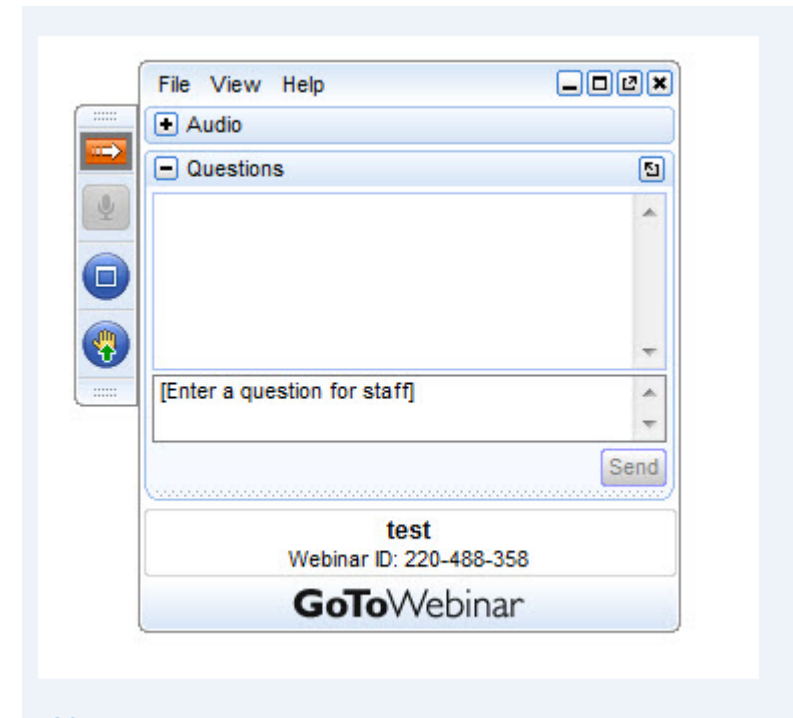 File View Help
Audio
Questions
[Enter a question for staff]
Send
test
Webinar ID: 220-488-358
GoToWebinar